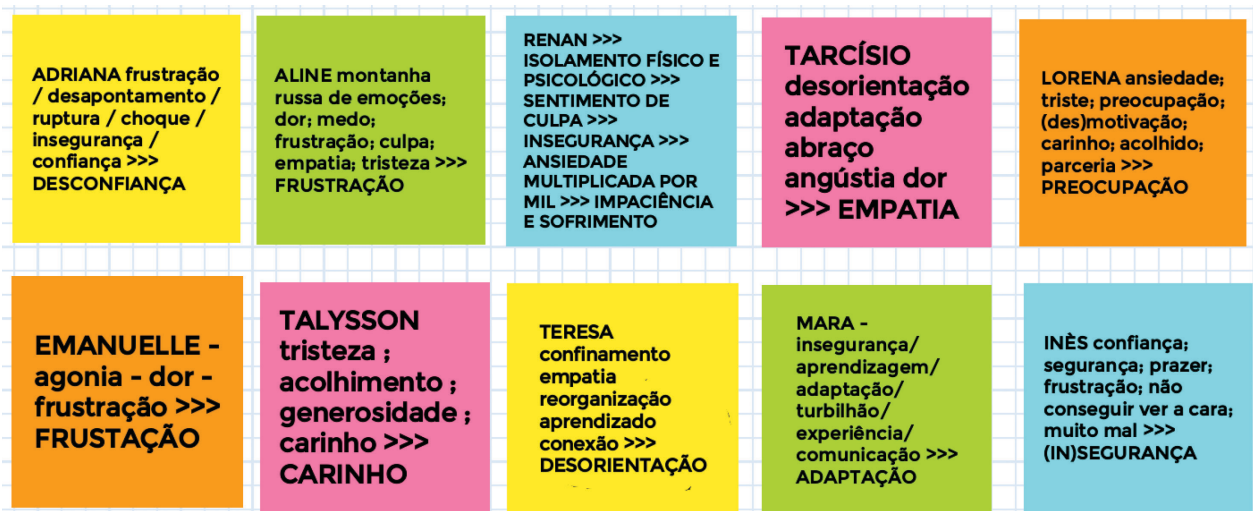 ADRIANA frustração
/ desapontamento /
ruptura / choque /
insegurança /
confiança >>>
DESCONFIANÇA
ALINE montanha
russa de emoções;
dor; medo;
frustração; culpa;
empatia; tristeza >>>
FRUSTRAÇÃO
RENAN >>>
ISOLAMENTO FÍSICO E
PSICOLÓGICO >>>
SENTIMENTO DE
CULPA >>>
INSEGURANÇA >>>
ANSIEDADE
MULTIPLICADA POR
MIL >>> IMPACIÊNCIA
E SOFRIMENTO
TARCÍSIO
desorientação
adaptação
abraço
angústia dor
>>> EMPATIA
LORENA ansiedade;
triste; preocupação;
(des)motivação;
carinho; acolhido;
parceria >>>
PREOCUPAÇÃO
EMANUELLE -
agonia - dor -
frustração >>>
FRUSTAÇÃO
TALYSSON
tristeza ;
acolhimento ;
generosidade ;
carinho >>>
CARINHO
TERESA
confinamento
empatia
reorganização
aprendizado
conexão >>>
DESORIENTAÇÃO
MARA -
insegurança/
aprendizagem/
adaptação/
turbilhão/
experiência/
comunicação >>>
ADAPTAÇÃO
INÈS confiança;
segurança; prazer;
frustração; não
conseguir ver a cara;
muito mal >>>
(IN)SEGURANÇA